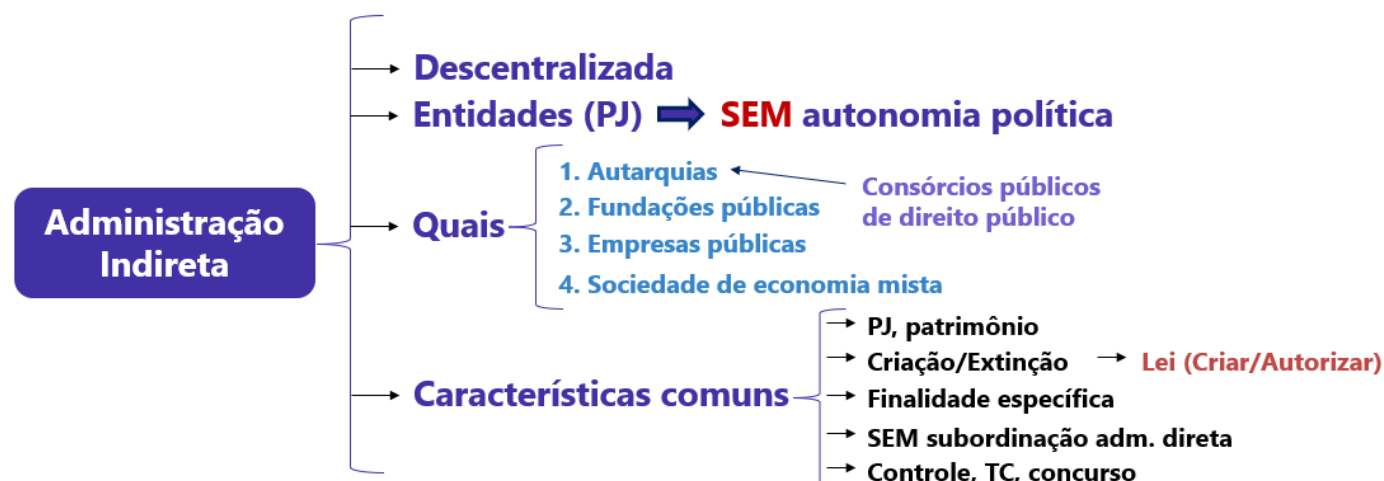 Administração
Indireta
Descentralizada
Entidades (PJ) SEM autonomia política
Quais
1. Autarquias
2. Fundações públicas
3. Empresas públicas
4. Sociedade de economia mista
Consórcios públicos
de direito público
Características comuns
PJ, patrimônio
Criação/Extinção Lei (Criar/Autorizar)
Finalidade específica
SEM subordinação adm. direta
Controle, TC, concurso